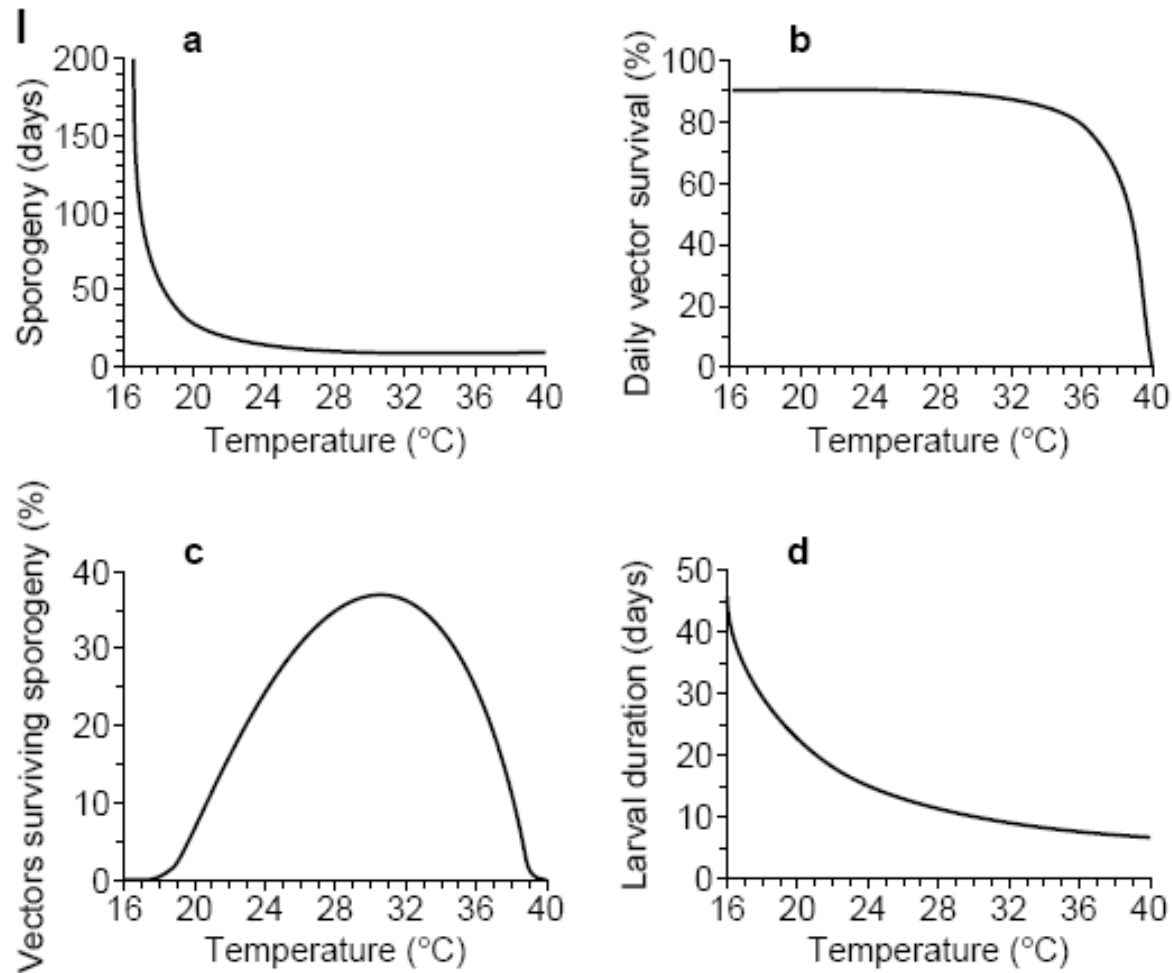 I
a
Sporogeny (days)
200
150
100
50
0
16 20 24 28 32 36 40
Temperature (°C)
b
Daily vector survival (%)
100
80
60
40
20
0
16 20 24 28 32 36 40
Temperature (°C)
c
Vectors surviving sporogeny (%)
40
30
20
10
0
16 20 24 28 32 36 40
Temperature (°C)
d
Larval duration (days)
50
40
30
20
10
0
16 20 24 28 32 36 40
Temperature (°C)